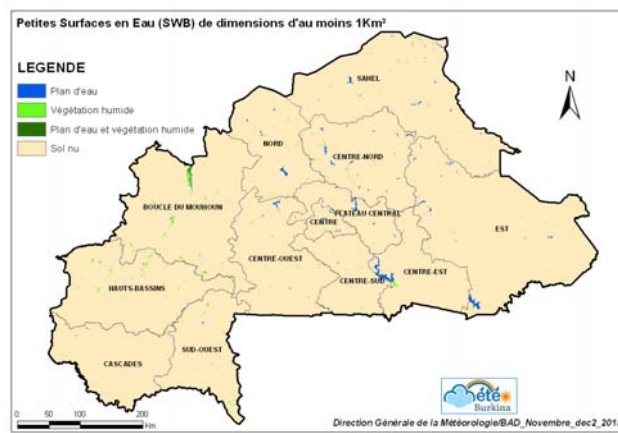 Petites Surfaces en Eau (SWB) de dimensions d'au moins 1Km²
LEGENDE
Plan d'eau
Végétation humide
Plan d'eau et végétation humide
Sol nu
N
SAHEL
NORD
CENTRE-NORD
BOUCLE DU MOUHOUN
CENTRE
PLATEAU CENTRAL
EST
CENTRE-OUEST
CENTRE-SUD
CENTRE-EST
HAUTS-BASSINS
CASCADES
SUD-OUEST
0 50 100 200
Km
Météo
Burkina
Direction Générale de la Météorologie/BAD_Novembre_dec2_201